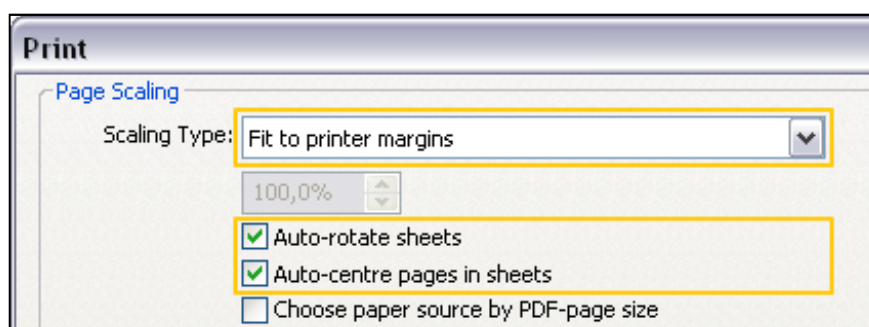 Print
Page Scaling
Scaling Type: Fit to printer margins
100,0%
Auto-rotate sheets
Auto-centre pages in sheets
Choose paper source by PDF-page size